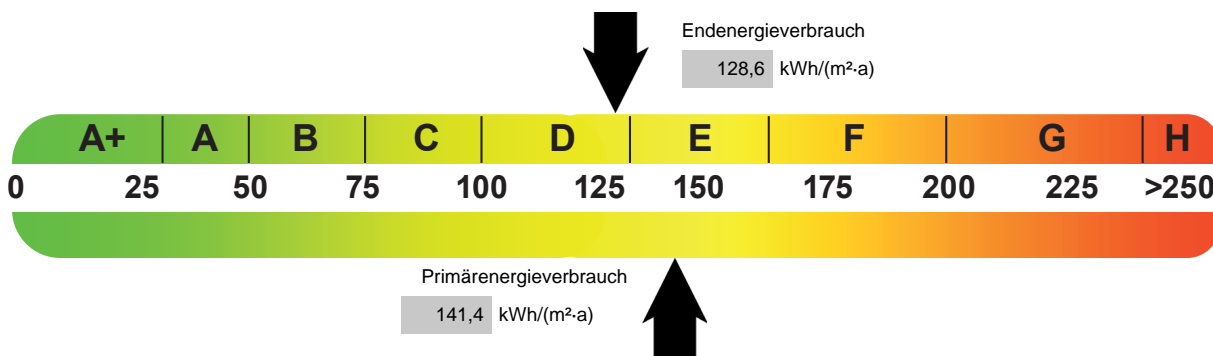 Endenergieverbrauch
128,6 kWh/(m²·a)
A+ A B C D E F G H
0 25 50 75 100 125 150 175 200 225 >250
Primärenergieverbrauch
141,4 kWh/(m²·a)